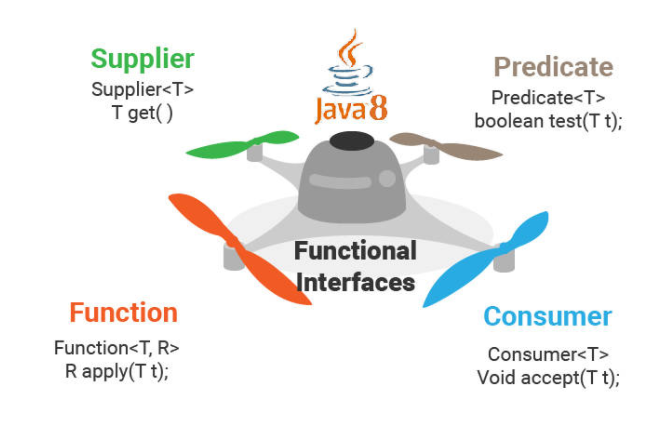 Supplier
Supplier<T>
T get( )
Java 8
Predicate
Predicate<T>
boolean test(T t);
Functional
Interfaces
Function
Function<T, R>
R apply(T t);
Consumer
Consumer<T>
Void accept(T t);